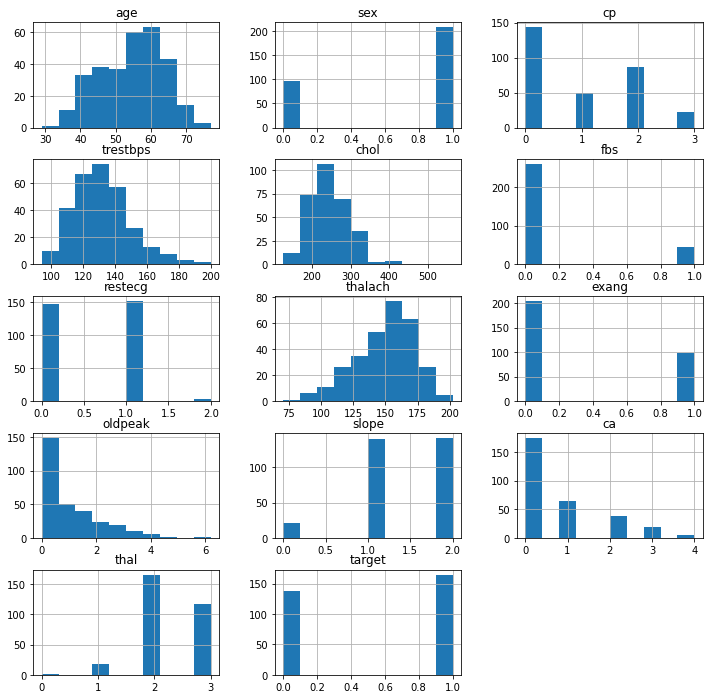 age sex cp
60 40 20 0
200 150 100 50 0
150 100 50 0
30 40 50 60 70
0.0 0.2 0.4 0.6 0.8 1.0
0 1 2 3
trestbps chol fbs
60 40 20 0
100 75 50 25 0
200 100 0
100 120 140 160 180 200
200 300 400 500
0.0 0.2 0.4 0.6 0.8 1.0
restecg thalach exang
150 100 50 0
80 60 40 20 0
200 150 100 50 0
0.0 0.5 1.0 1.5 2.0
75 100 125 150 175 200
0.0 0.2 0.4 0.6 0.8 1.0
oldpeak slope ca
150 100 50 0
100 50 0
150 100 50 0
0 2 4 6
0.0 0.5 1.0 1.5 2.0
0 1 2 3 4
thal target
150 100 50 0
150 100 50 0
0 1 2 3
0.0 0.2 0.4 0.6 0.8 1.0